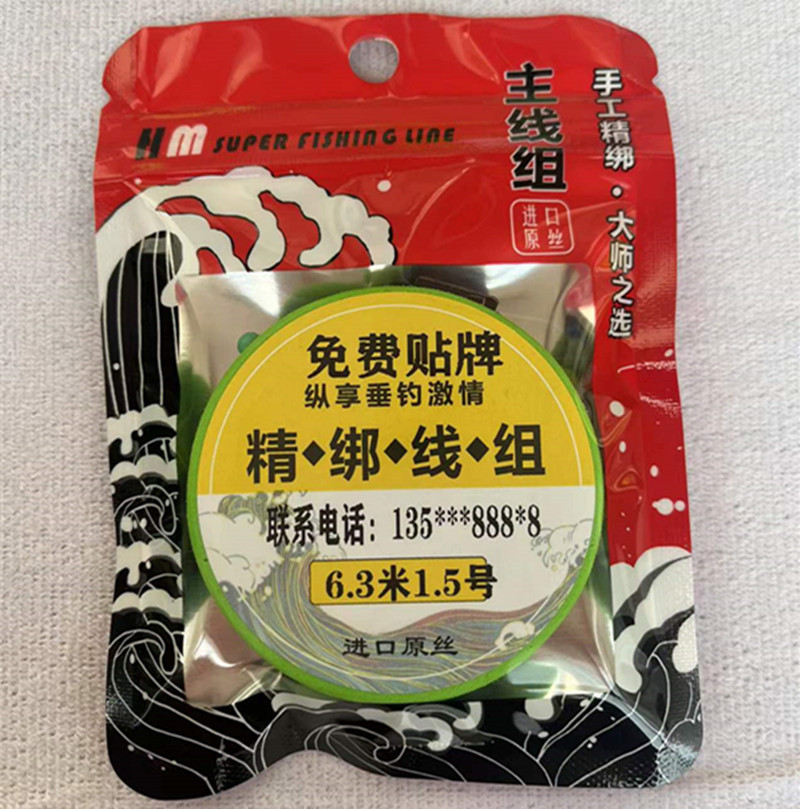 HM SUPER FISHING LINE
主线组
进口
原丝
手工精绑·大师之选
免费贴牌
纵享垂钓激情
精◆绑◆线◆组
联系电话：135***888*8
6.3米1.5号
进口原丝